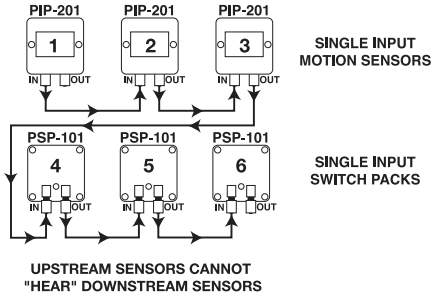 PIP-201 PIP-201 PIP-201
1 2 3
IN OUT IN OUT IN OUT
SINGLE INPUT
MOTION SENSORS
PSP-101 PSP-101 PSP-101
4 5 6
IN OUT IN OUT IN OUT
SINGLE INPUT
SWITCH PACKS
UPSTREAM SENSORS CANNOT
"HEAR" DOWNSTREAM SENSORS